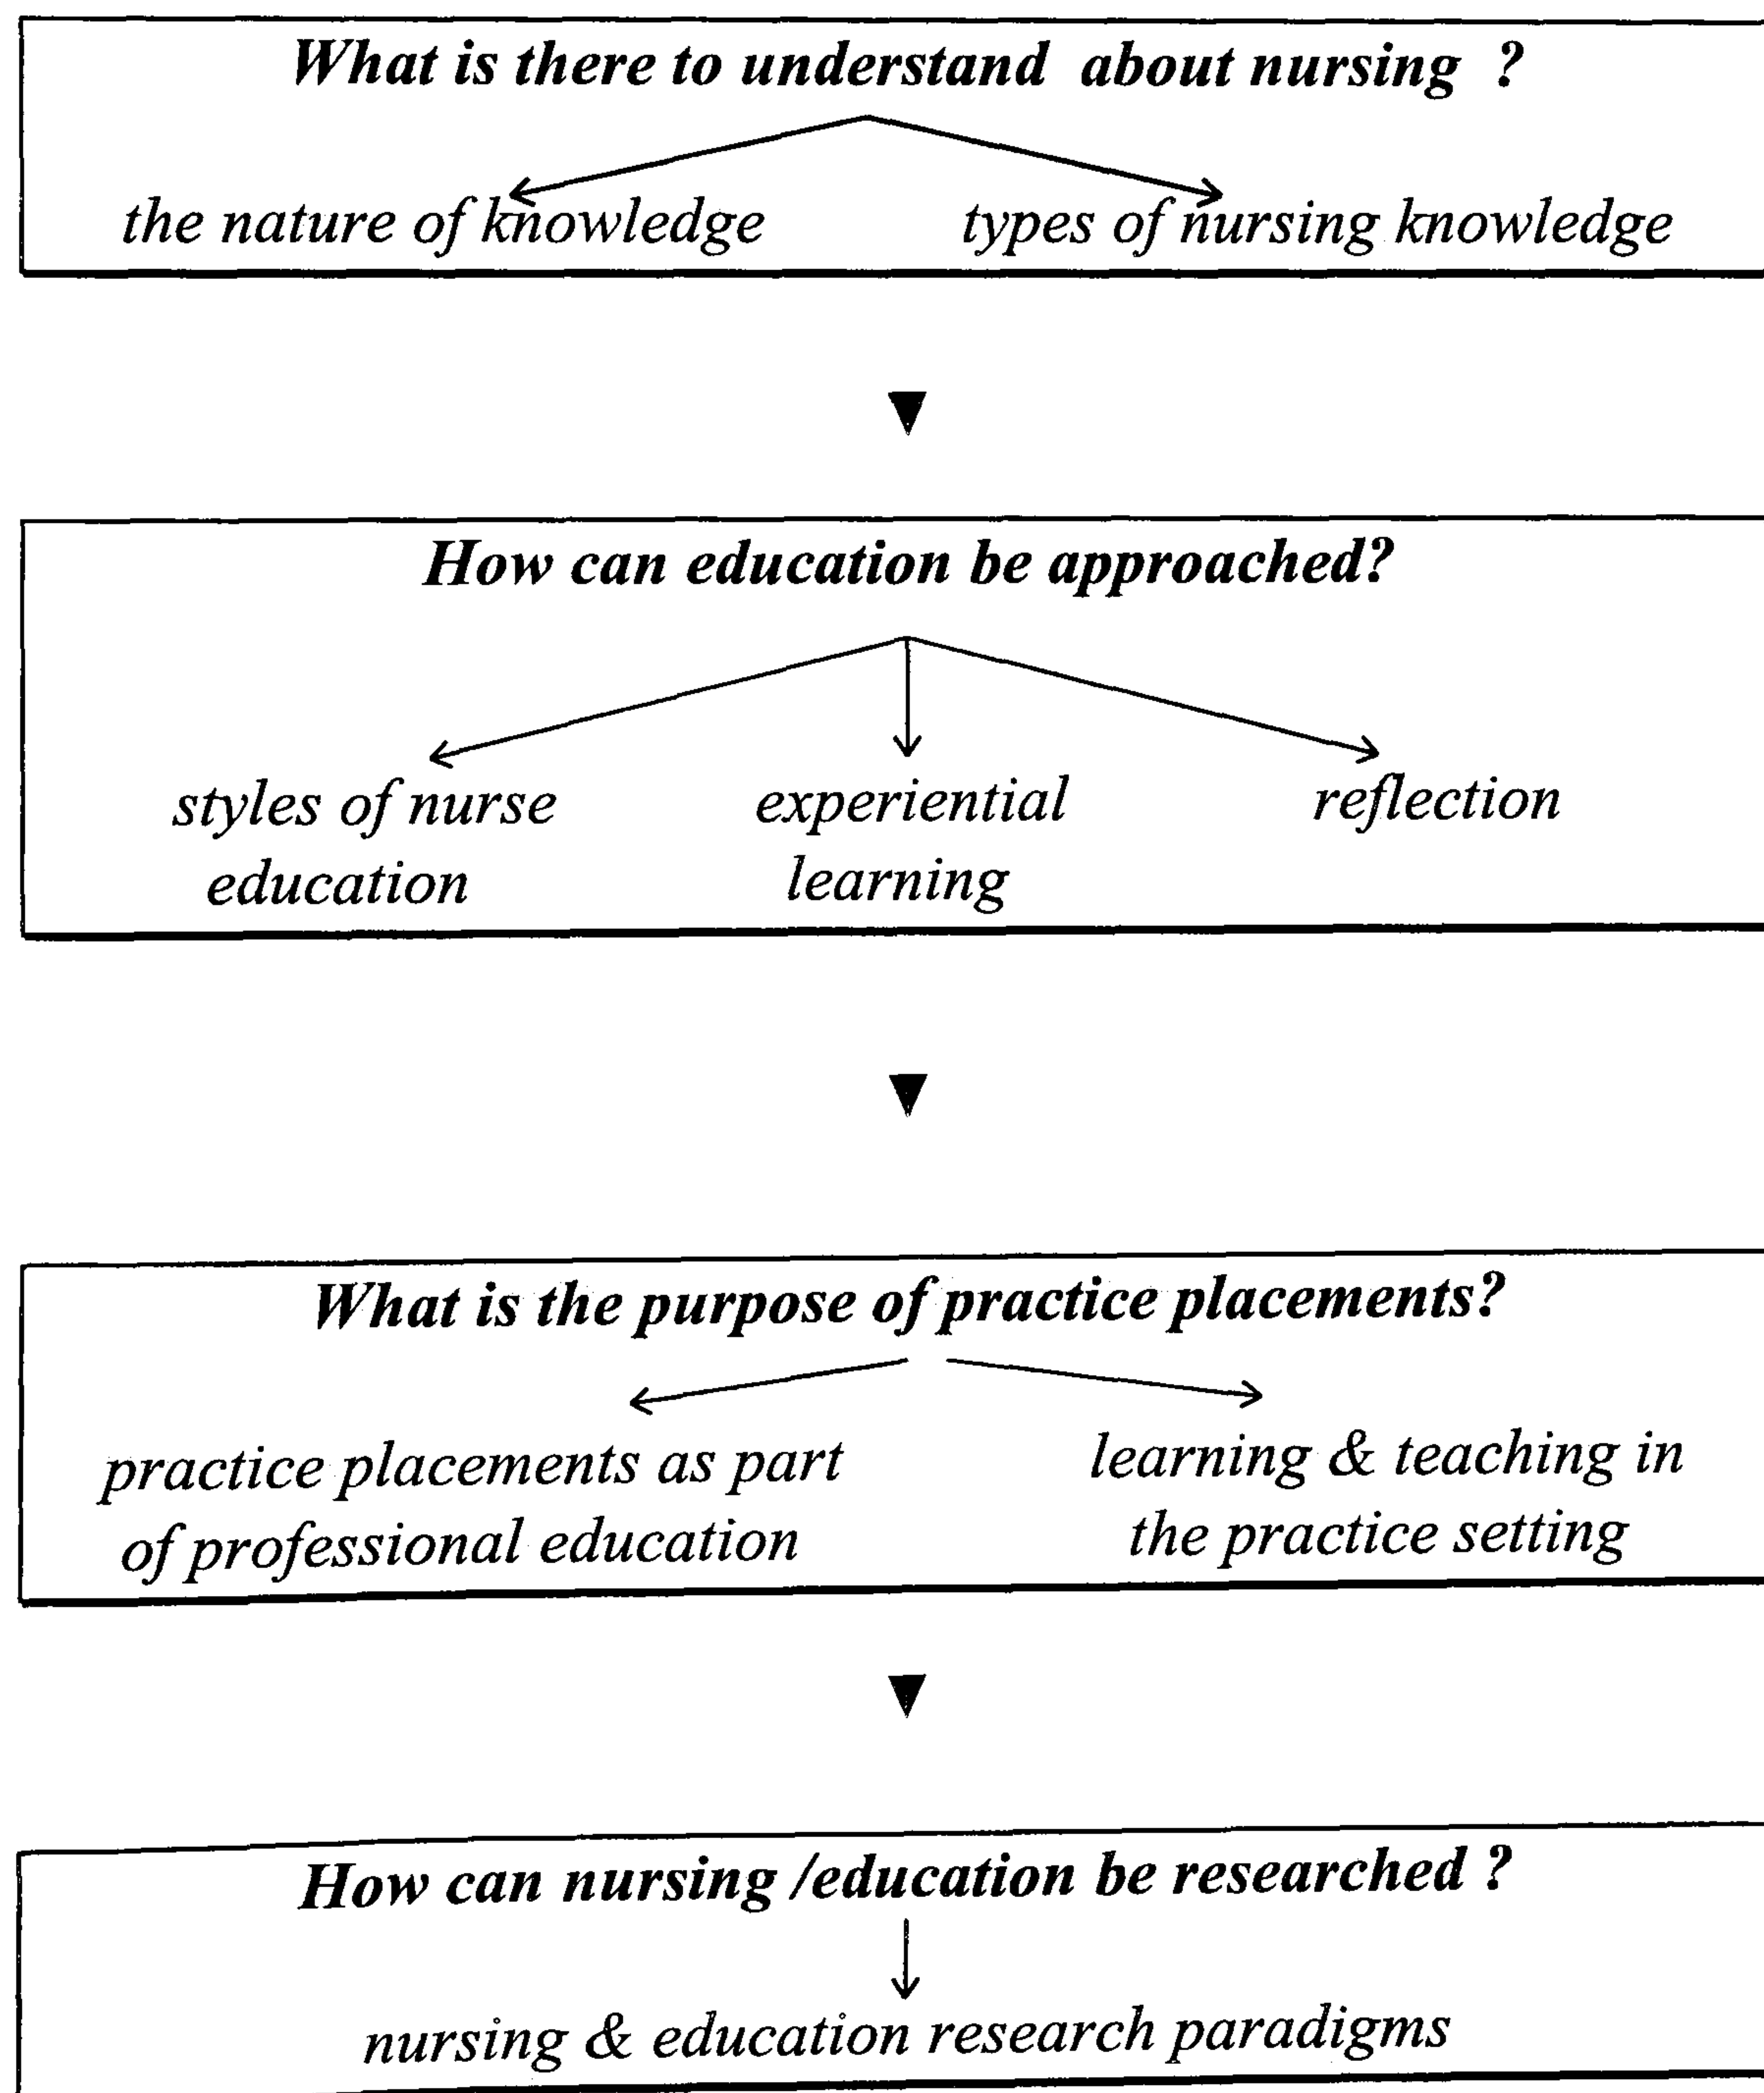 What is there to understand about nursing ?
the nature of knowledge types of nursing knowledge
How can education be approached?
styles of nurse experiential reflection
education learning
What is the purpose of practice placements?
practice placements as part learning & teaching in
of professional education the practice setting
How can nursing /education be researched ?
nursing & education research paradigms